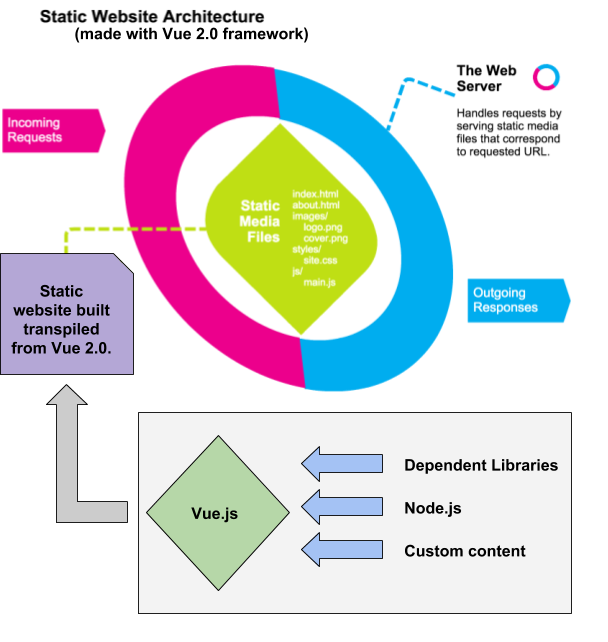 Static Website Architecture
(made with Vue 2.0 framework)
The Web
Server
Handles requests by
serving static media
files that correspond
to requested URL.
Incoming
Requests
Static
Media
Files
index.html
about.html
images/
logo.png
cover.png
styles/
site.css
js/
main.js
Outgoing
Responses
Static
website built
transpiled
from Vue 2.0.
Vue.js
Dependent Libraries
Node.js
Custom content